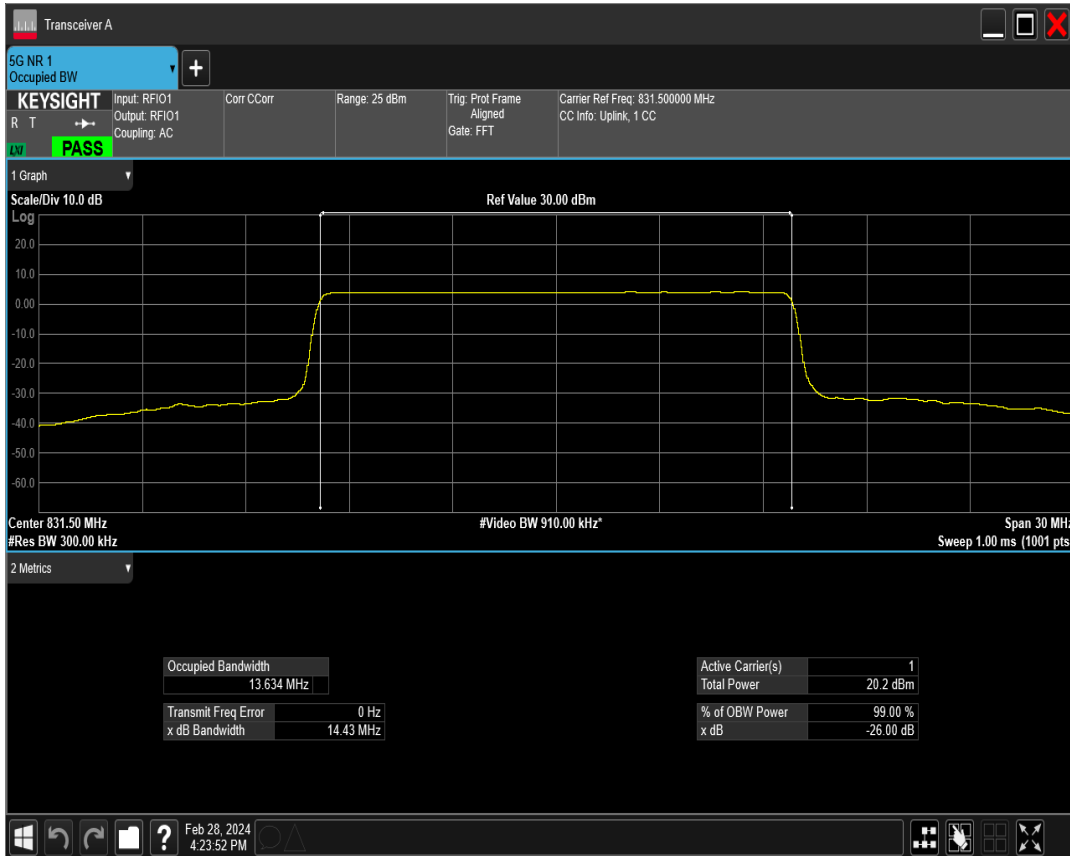 Transceiver A
5G NR 1
Occupied BW
KEYSIGHT
R T
LXI
PASS
Input: RFIO1
Output: RFIO1
Coupling: AC
Corr CCorr
Range: 25 dBm
Trig: Prot Frame
Aligned
Gate: FFT
Carrier Ref Freq: 831.500000 MHz
CC Info: Uplink, 1 CC
1 Graph
Scale/Div 10.0 dB
Ref Value 30.00 dBm
Log
20.0
10.0
0.00
-10.0
-20.0
-30.0
-40.0
-50.0
-60.0
Center 831.50 MHz
#Video BW 910.00 kHz*
Span 30 MHz
#Res BW 300.00 kHz
Sweep 1.00 ms (1001 pts
2 Metrics
Occupied Bandwidth
13.634 MHz
Transmit Freq Error 0 Hz
x dB Bandwidth 14.43 MHz
Active Carrier(s) 1
Total Power 20.2 dBm
% of OBW Power 99.00 %
x dB -26.00 dB
?
Feb 28, 2024
4:23:52 PM